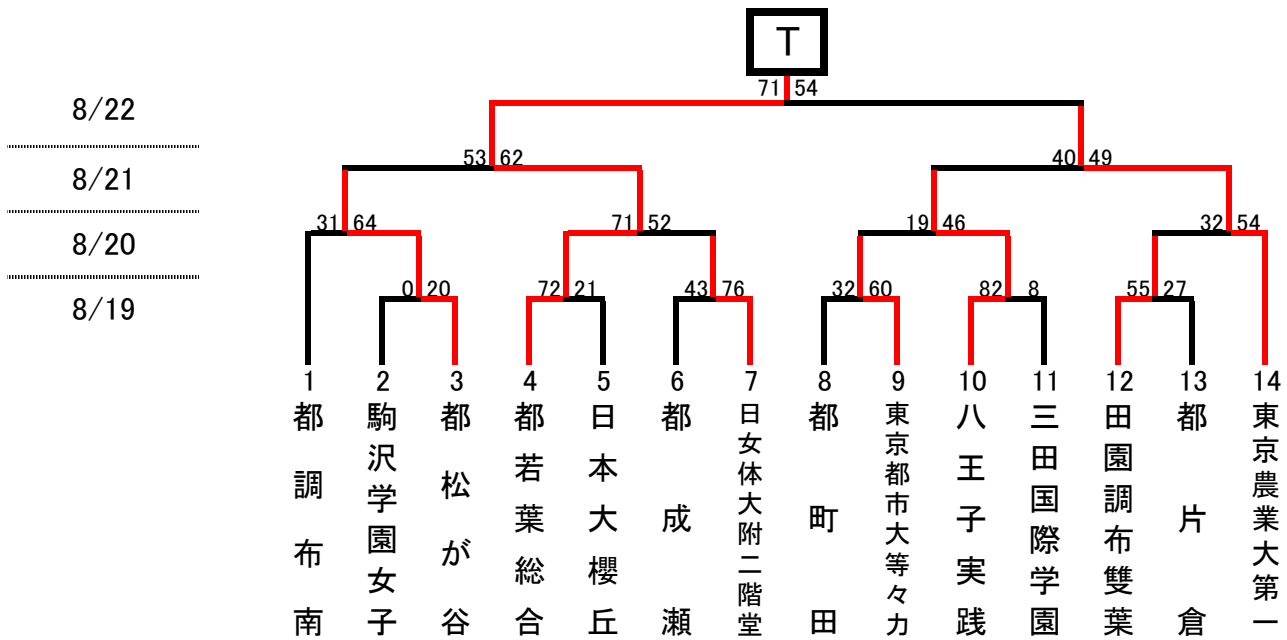 T
71 54
8/22
53 62
40 49
8/21
31 64
71 52
19 46
32 54
8/20
0 20
72 21
43 76
32 60
82 8
55 27
8/19
1 2 3 4 5 6 7 8 9 10 11 12 13 14
都調布南
駒沢学園女子
都松が谷
都若葉総合
日本大櫻丘
都成瀬
日女体大附二階堂
都町田
東京都市大等々力
八王子実践
三田国際学園
田園調布雙葉
都片倉
東京農業大第一